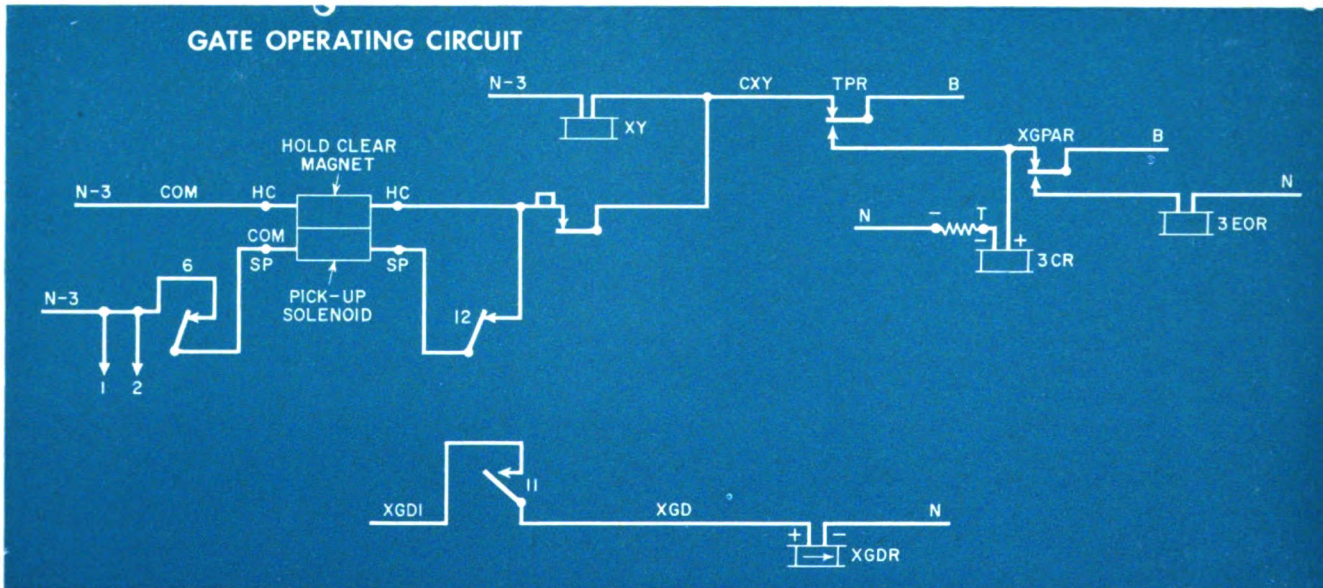 GATE OPERATING CIRCUIT
N-3
XY
CXY
TPR
B
XGPAR
B
N
3EOR
N
-
T
-
+
3CR
HOLD CLEAR
MAGNET
N-3
COM
HC
HC
COM
SP
SP
PICK-UP
SOLENOID
6
N-3
1
2
12
XGD1
11
XGD
+
-
N
XGDR